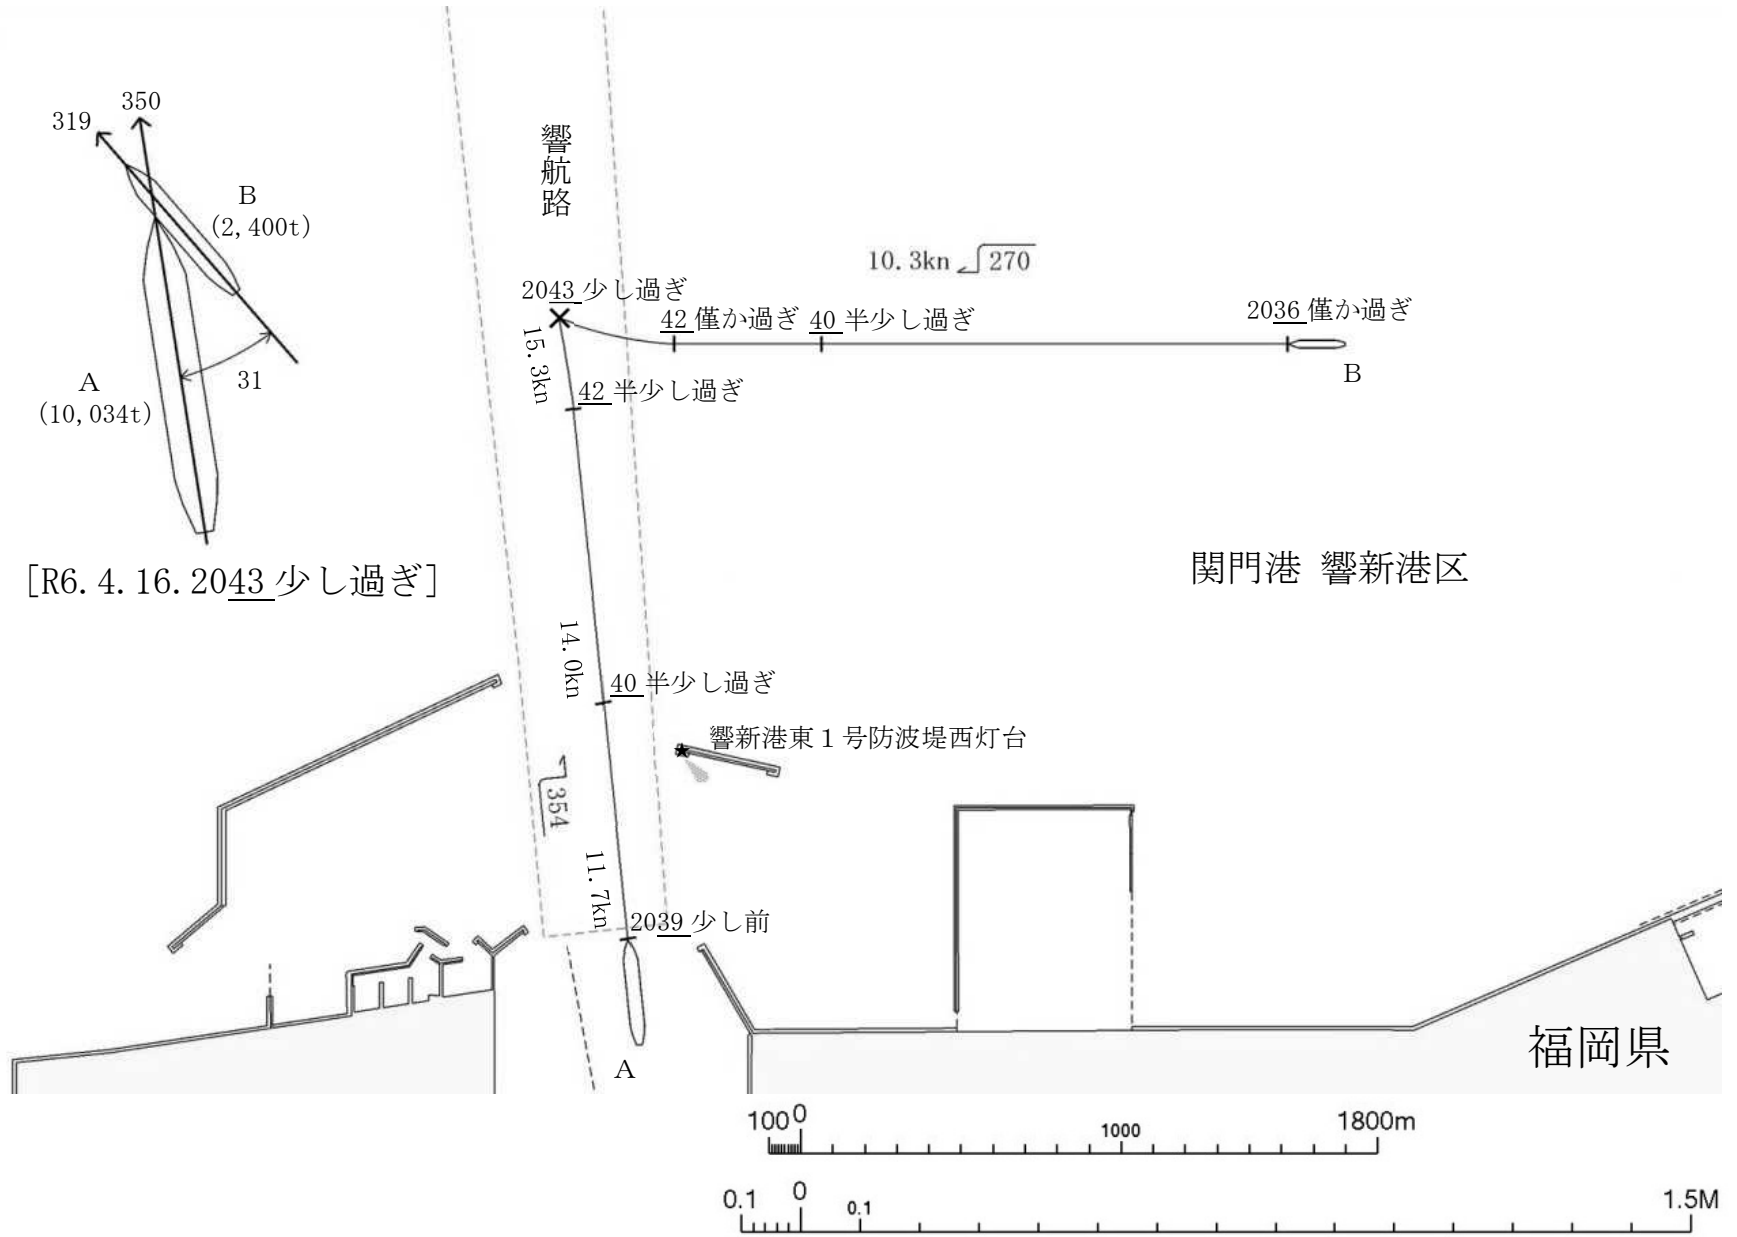 350
319
響航路
B
(2,400t)
A
(10,034t)
31
[R6.4.16.2043少し過ぎ]
10.3kn
270
2043少し過ぎ
42僅か過ぎ
40半少し過ぎ
2036僅か過ぎ
B
15.3kn
42半少し過ぎ
関門港 響新港区
14.0kn
40半少し過ぎ
響新港東１号防波堤西灯台
354
11.7kn
2039少し前
A
福岡県
100 0 1000 1800m
0.1 0 0.1 1.5M